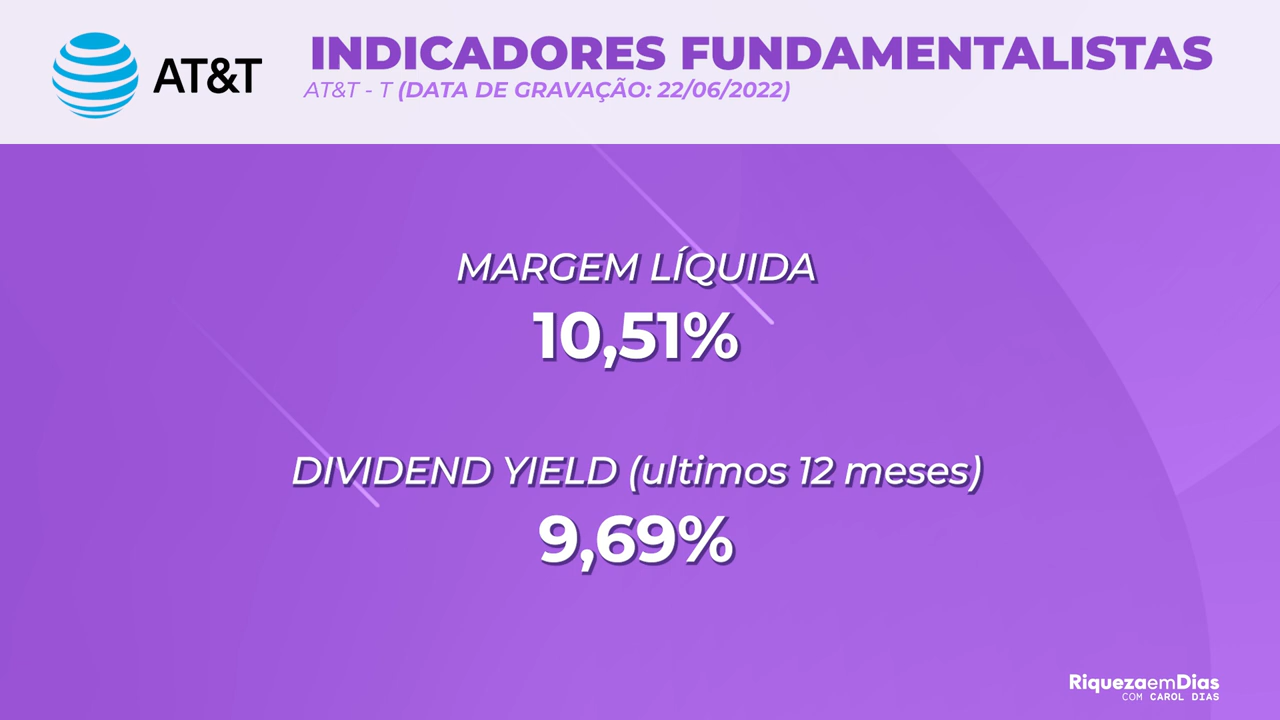 AT&T
INDICADORES FUNDAMENTALISTAS
AT&T - T (DATA DE GRAVAÇÃO: 22/06/2022)
MARGEM LÍQUIDA
10,51%
DIVIDEND YIELD (ultimos 12 meses)
9,69%
RiquezaemDias
COM CAROL DIAS